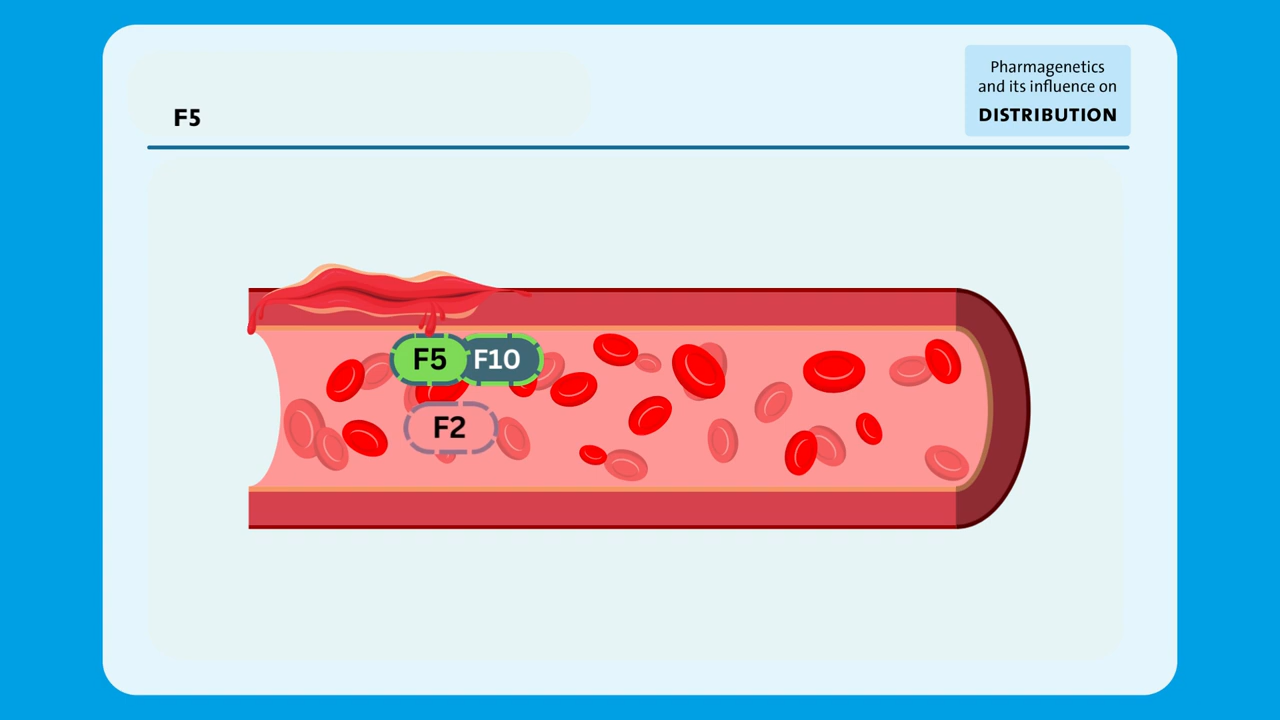 F5
Pharmagenetics
and its influence on
DISTRIBUTION
F5
F10
F2